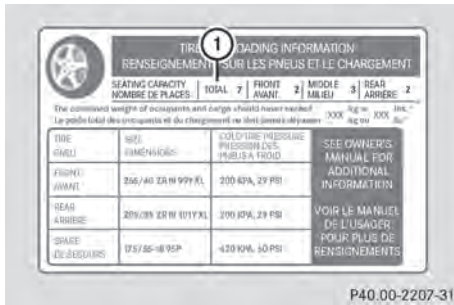 1
TIRE AND LOADING INFORMATION
RENSEIGNEMENTS SUR LES PNEUS ET LE CHARGEMENT
SEATING CAPACITY TOTAL 7 FRONT 2 MIDDLE 3 REAR 2
NOMBRE DE PLACES AVANT MILIEU ARRIÈRE
The combined weight of occupants and cargo should never exceed XXX kg or XXX lbs.
Le poids total des occupants et du chargement ne doit jamais dépasser kg ou
TIRE SIZE COLD TIRE PRESSURE SEE OWNER'S
PNEU DIMENSIONS PRESSION DES MANUAL FOR
PNEUS A FROID ADDITIONAL
FRONT 200 KPA, 29 PSI INFORMATION
AVANT
REAR 200 KPA, 29 PSI VOIR LE MANUEL
ARRIERE DE L'USAGER
SPARE 420 KPA, 60 PSI POUR PLUS DE
DE SECOURS RENSIGNEMENTS
P40.00-2207-31